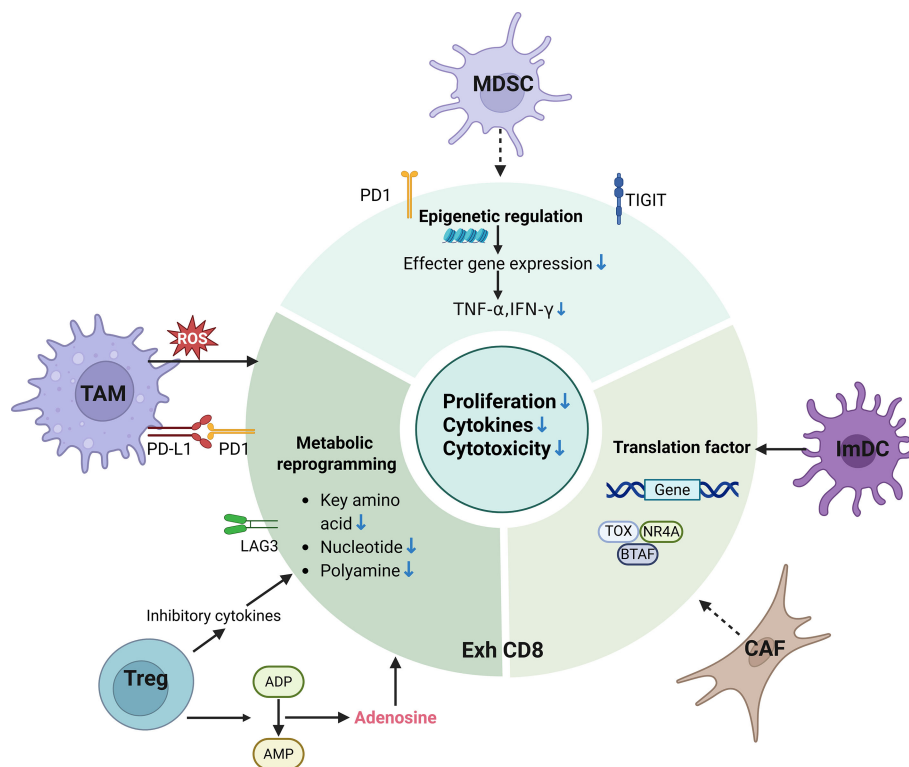 MDSC
PD1
TIGIT
Epigenetic regulation
Effecter gene expression
TNF-α,IFN-γ
ROS
TAM
PD-L1
PD1
Proliferation
Cytokines
Cytotoxicity
Metabolic
reprogramming
Key amino
acid
Nucleotide
Polyamine
LAG3
Translation factor
Gene
TOX
NR4A
BTAF
ImDC
Inhibitory cytokines
Treg
ADP
AMP
Adenosine
Exh CD8
CAF